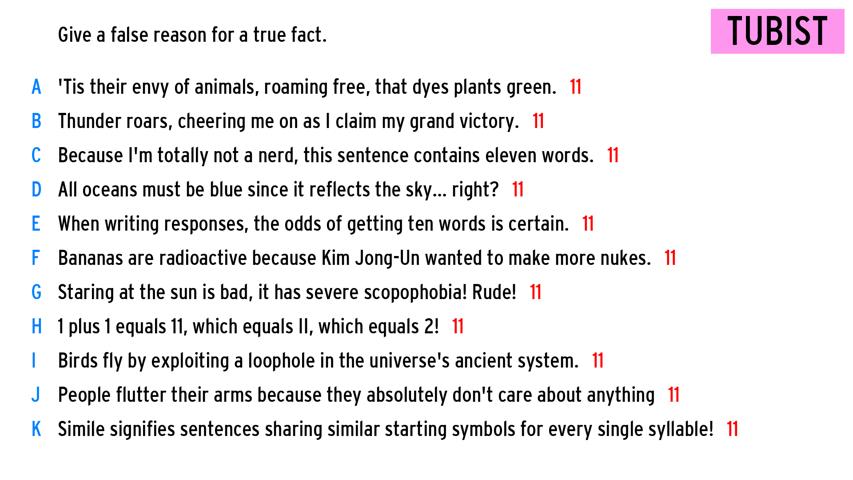 Give a false reason for a true fact.
TUBIST
A 'Tis their envy of animals, roaming free, that dyes plants green. 11
B Thunder roars, cheering me on as I claim my grand victory. 11
C Because I'm totally not a nerd, this sentence contains eleven words. 11
D All oceans must be blue since it reflects the sky... right? 11
E When writing responses, the odds of getting ten words is certain. 11
F Bananas are radioactive because Kim Jong-Un wanted to make more nukes. 11
G Staring at the sun is bad, it has severe scopophobia! Rude! 11
H 1 plus 1 equals 11, which equals II, which equals 2! 11
I Birds fly by exploiting a loophole in the universe's ancient system. 11
J People flutter their arms because they absolutely don't care about anything 11
K Simile signifies sentences sharing similar starting symbols for every single syllable! 11